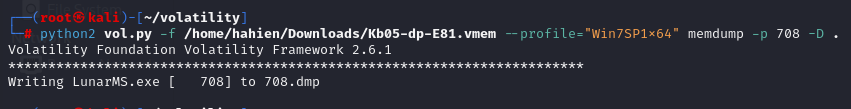 ┌──(root㉿kali)-[~/volatility]
└─# python2 vol.py -f /home/hahien/Downloads/Kb05-dp-E81.vmem --profile="Win7SP1×64" memdump -p 708 -D .
Volatility Foundation Volatility Framework 2.6.1
************************************************************************
Writing LunarMS.exe [   708] to 708.dmp